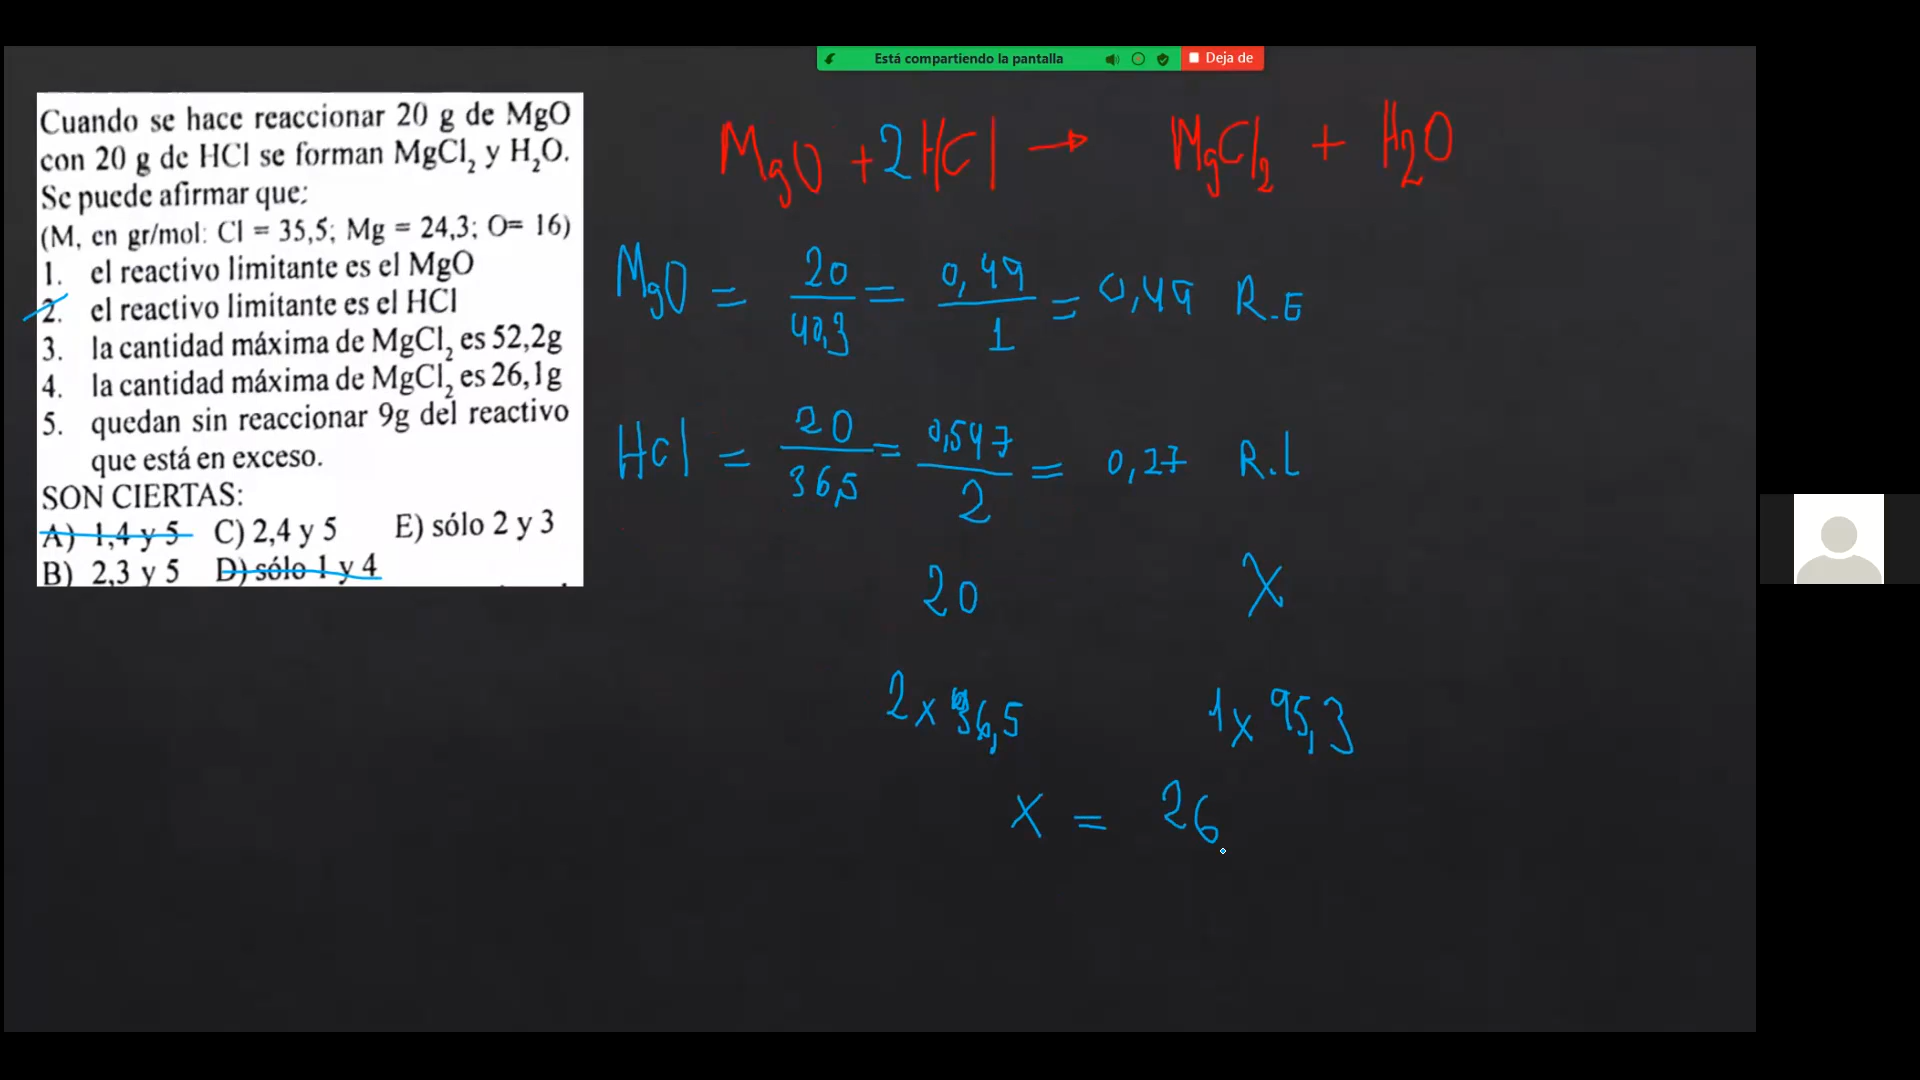 Está compartiendo la pantalla
Deja de
Cuando se hace reaccionar 20 g de MgO
con 20 g de HCl se forman MgCl₂ y H₂O.
Se puede afirmar que:
(M, en gr/mol: Cl = 35,5; Mg = 24,3; O= 16)
1. el reactivo limitante es el MgO
2. el reactivo limitante es el HCl
3. la cantidad máxima de MgCl₂ es 52,2g
4. la cantidad máxima de MgCl₂ es 26,1g
5. quedan sin reaccionar 9g del reactivo
que está en exceso.
SON CIERTAS:
A) 1,4 y 5 C) 2,4 y 5 E) sólo 2 y 3
B) 2,3 y 5 D) sólo 1 y 4
MgO + 2 HCl → MgCl₂ + H₂O
MgO = 20/40,3 = 0,49/1 = 0,49 R.E
HCl = 20/36,5 = 0,547/2 = 0,27 R.L
20 X
2 x 36,5 1 x 95,3
X = 26